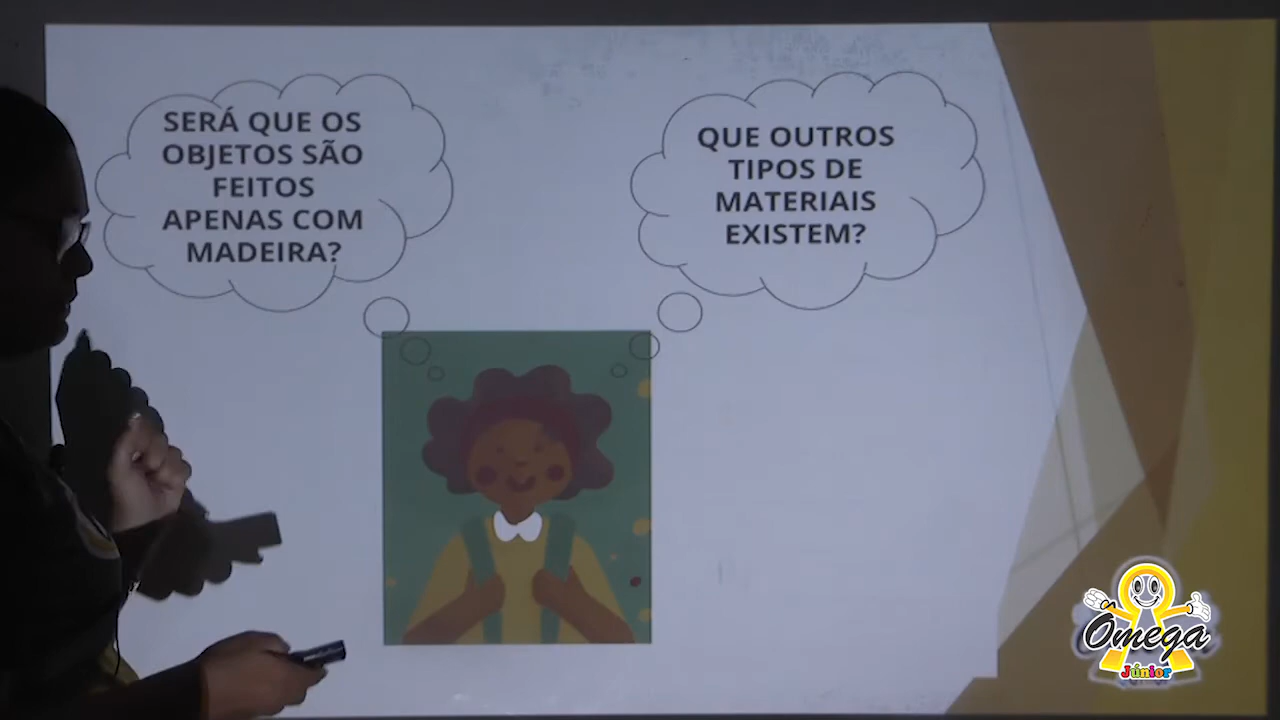 SERÁ QUE OS
OBJETOS SÃO
FEITOS
APENAS COM
MADEIRA?
QUE OUTROS
TIPOS DE
MATERIAIS
EXISTEM?
Ômega
Júnior